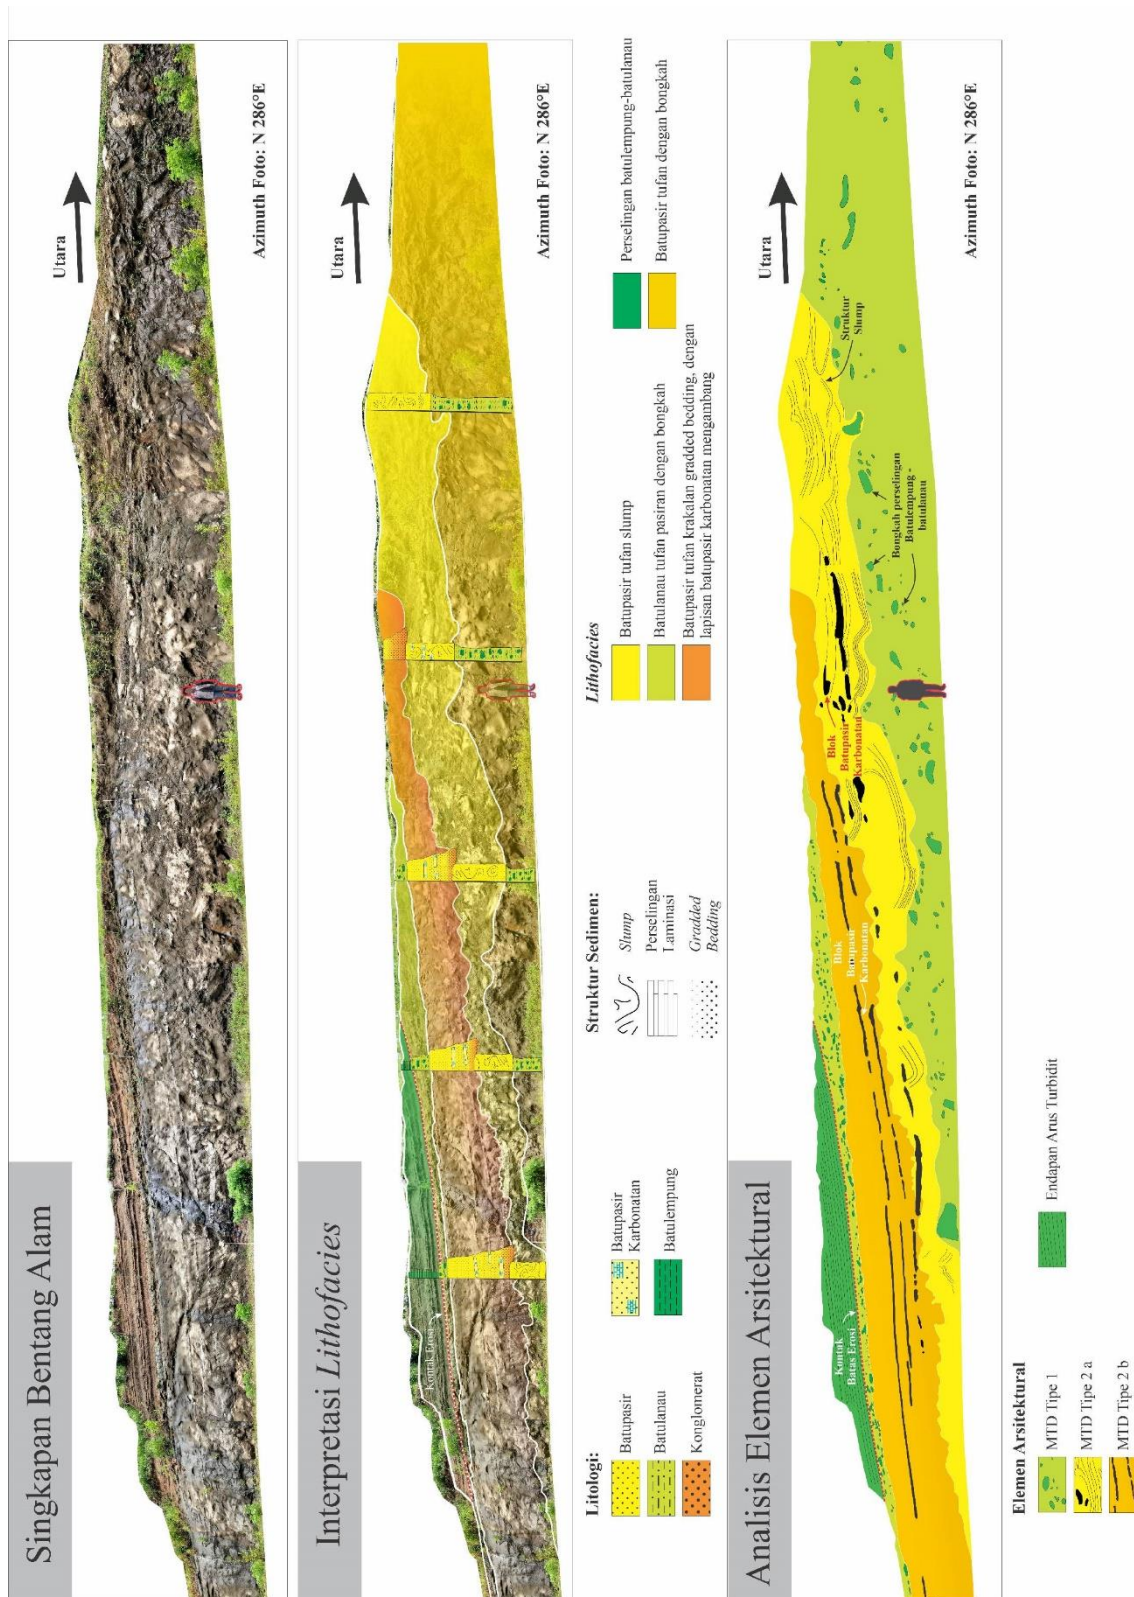 Singkapan Bentang Alam
Utara
Azimuth Foto: N 286°E
Interpretasi Lithofacies
Utara
Kontak Erosi
Azimuth Foto: N 286°E
Litologi:
Batupasir
Batulanau
Konglomerat
Batupasir
Karbonatan
Batulempung
Struktur Sedimen:
Slump
Perselingan
Laminasi
Gradded
Bedding
Lithofacies
Batupasir tufan slump
Batulanau tufan pasiran dengan bongkah
Batupasir tufan krakalan gradded bedding, dengan
lapisan batupasir karbonatan mengambang
Perselingan batulempung-batulanau
Batupasir tufan dengan bongkah
Analisis Elemen Arsitektural
Utara
Kontak
Batas Erosi
Blok
Batupasir
Karbonatan
Blok
Batupasir
Karbonatan
Struktur
Slump
Bongkah perselingan
Batulempung -
batulanau
Azimuth Foto: N 286°E
Elemen Arsitektural
MTD Tipe 1
MTD Tipe 2 a
MTD Tipe 2 b
Endapan Arus Turbidit